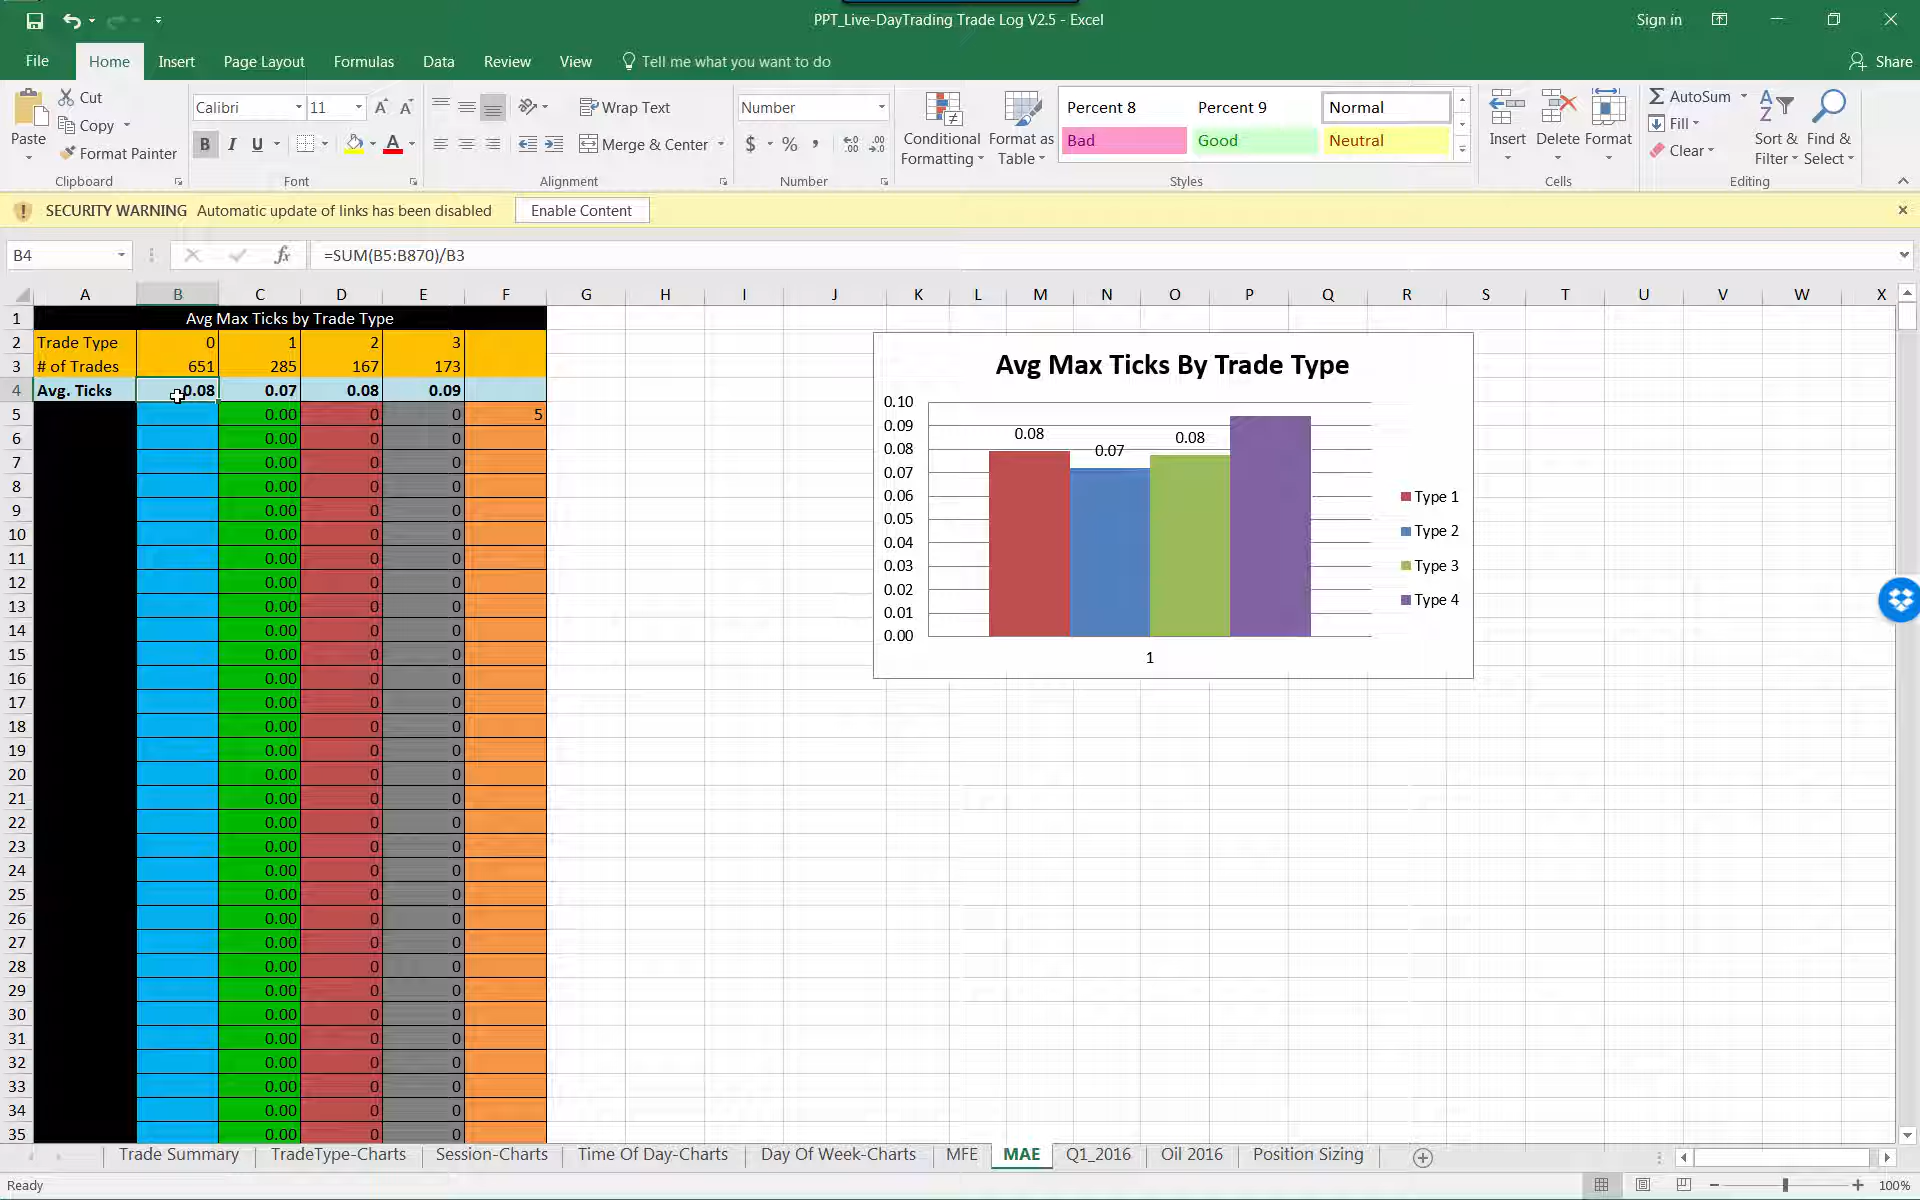 PPT_Live-DayTrading Trade Log V2.5 - Excel
Sign in
File Home Insert Page Layout Formulas Data Review View Tell me what you want to do Share
Paste Cut Copy Format Painter
Calibri 11 B I U A
Wrap Text Merge & Center
Number $ % ,
Conditional Formatting Format as Table
Percent 8 Percent 9 Normal
Bad Good Neutral
Insert Delete Format
AutoSum Fill Clear
Sort & Filter Find & Select
Clipboard Font Alignment Number Styles Cells Editing
SECURITY WARNING Automatic update of links has been disabled Enable Content
B4 fx =SUM(B5:B870)/B3
A B C D E F G H I J K L M N O P Q R S T U V W X
1 Avg Max Ticks by Trade Type
2 Trade Type 0 1 2 3
3 # of Trades 651 285 167 173
4 Avg. Ticks 0.08 0.07 0.08 0.09
5 0.00 0 0 5
6 0.00 0 0
7 0.00 0 0
8 0.00 0 0
9 0.00 0 0
10 0.00 0 0
11 0.00 0 0
12 0.00 0 0
13 0.00 0 0
14 0.00 0 0
15 0.00 0 0
16 0.00 0 0
17 0.00 0 0
18 0.00 0 0
19 0.00 0 0
20 0.00 0 0
21 0.00 0 0
22 0.00 0 0
23 0.00 0 0
24 0.00 0 0
25 0.00 0 0
26 0.00 0 0
27 0.00 0 0
28 0.00 0 0
29 0.00 0 0
30 0.00 0 0
31 0.00 0 0
32 0.00 0 0
33 0.00 0 0
34 0.00 0 0
35 0.00 0 0
Avg Max Ticks By Trade Type
0.10
0.09
0.08
0.07
0.06
0.05
0.04
0.03
0.02
0.01
0.00
0.08 0.07 0.08
1
Type 1
Type 2
Type 3
Type 4
Trade Summary TradeType-Charts Session-Charts Time Of Day-Charts Day Of Week-Charts MFE MAE Q1_2016 Oil 2016 Position Sizing
Ready 100%